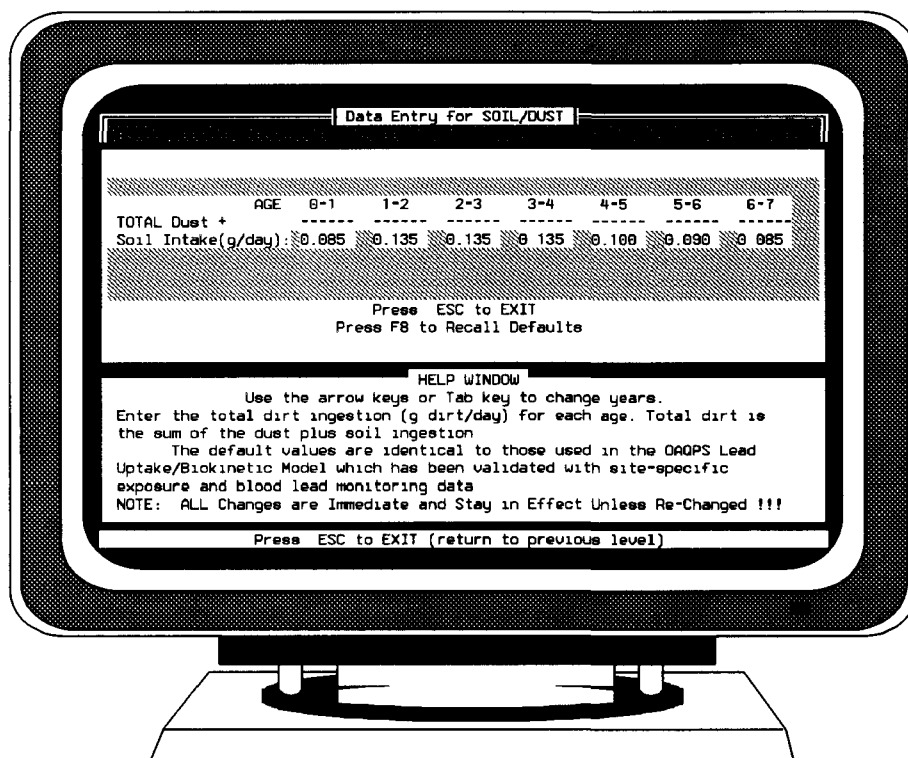 Data Entry for SOIL/DUST
AGE 0-1 1-2 2-3 3-4 4-5 5-6 6-7
TOTAL Dust + ------ ------ ------ ------ ------ ------ ------
Soil Intake(g/day): 0.085 0.135 0.135 0 135 0.100 0.090 0 085
Press ESC to EXIT
Press F8 to Recall Defaults
HELP WINDOW
Use the arrow keys or Tab key to change years.
Enter the total dirt ingestion (g dirt/day) for each age. Total dirt is
the sum of the dust plus soil ingestion
The default values are identical to those used in the OAQPS Lead
Uptake/Biokinetic Model which has been validated with site-specific
exposure and blood lead monitoring data
NOTE: ALL Changes are Immediate and Stay in Effect Unless Re-Changed !!!
Press ESC to EXIT (return to previous level)